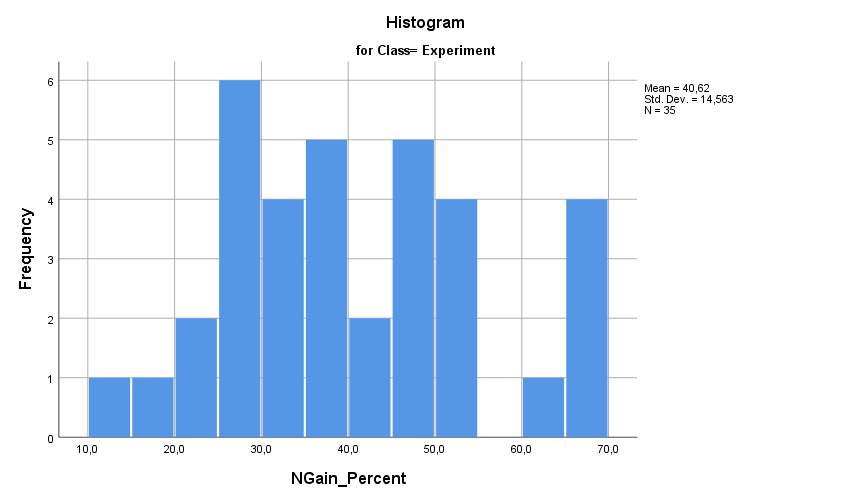 Histogram
for Class= Experiment
Mean = 40,62
Std. Dev. = 14,563
N = 35
Frequency
6
5
4
3
2
1
0
10,0 20,0 30,0 40,0 50,0 60,0 70,0
NGain_Percent